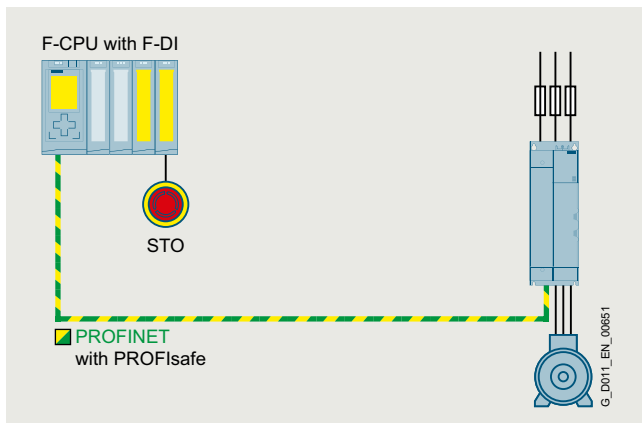 F-CPU with F-DI
STO
PROFINET
with PROFIsafe
G_D011_EN_00651